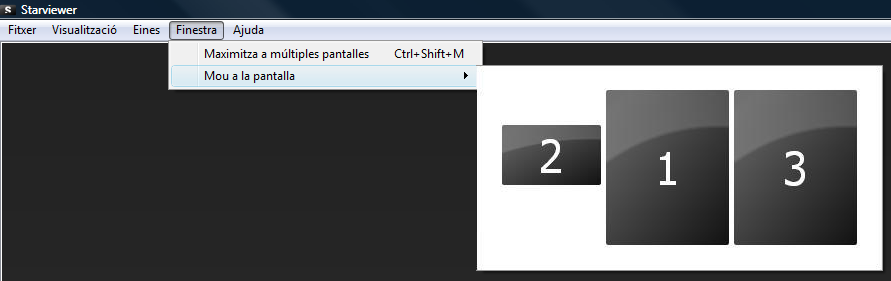 S Starviewer
Fitxer Visualització Eines Finestra Ajuda
Maximitza a múltiples pantalles Ctrl+Shift+M
Mou a la pantalla
2 1 3